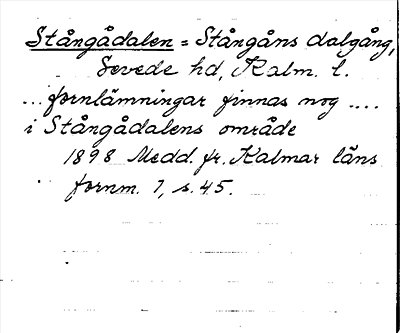 Stångådalen = Stångåns dalgång,
Sevede hd, Kalm. l.
... fornlämningar finnas nog ....
i Stångådalens område
1898 Medd. fr. Kalmar läns
fornm. 1, s. 45.